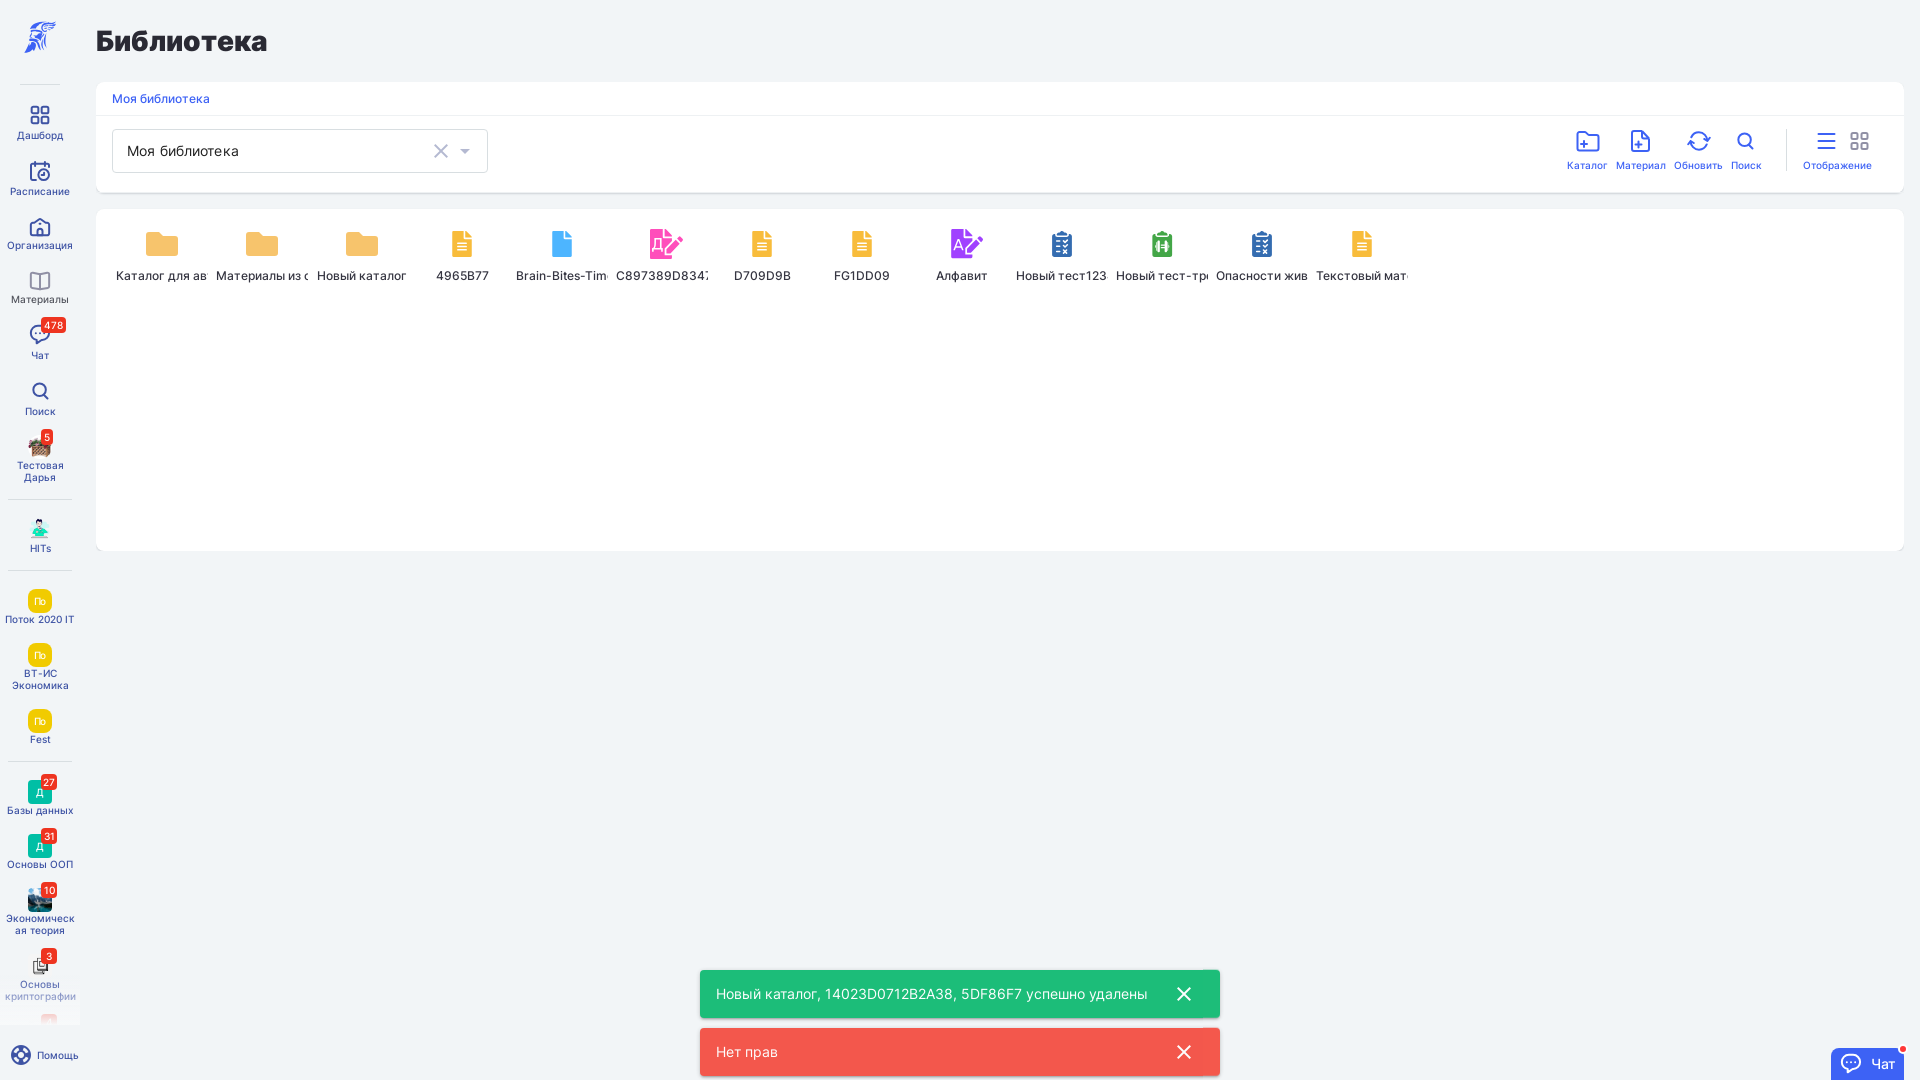 Библиотека
Моя библиотека
Моя библиотека
Каталог
Материал
Обновить
Поиск
Отображение
Каталог для ав
Материалы из с
Новый каталог
4965B77
Brain-Bites-Tim
C897389D8347
D709D9B
FG1DD09
Алфавит
Новый тест123
Новый тест-тр
Опасности жив
Текстовый мат
Дашборд
Расписание
Организация
Материалы
478
Чат
Поиск
5
Тестовая
Дарья
HITs
По
Поток 2020 IT
По
ВТ-ИС
Экономика
По
Fest
27
Д
Базы данных
31
Д
Основы ООП
10
Экономическ
ая теория
3
Основы
криптографии
Помощь
Новый каталог, 14023D0712B2A38, 5DF86F7 успешно удалены
Нет прав
Чат